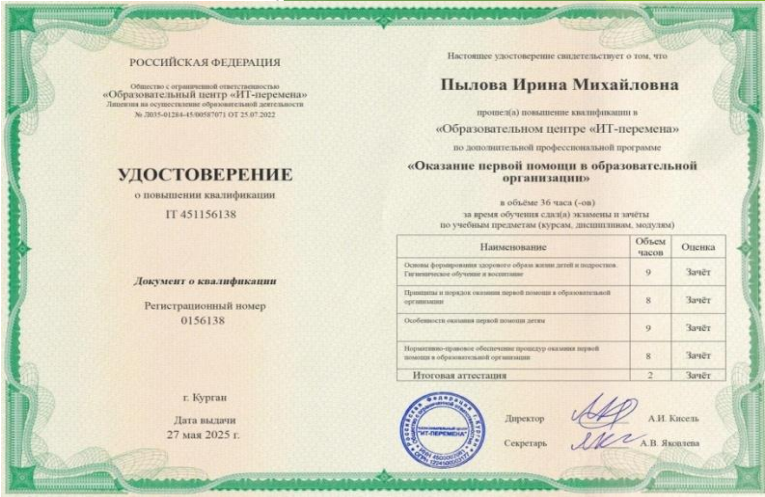 РОССИЙСКАЯ ФЕДЕРАЦИЯ
Общество с ограниченной ответственностью
«Образовательный центр «ИТ-перемена»
Лицензия на осуществление образовательной деятельности
№ Л035-01284-45/00587071 ОТ 25.07.2022
УДОСТОВЕРЕНИЕ
о повышении квалификации
IT 451156138
Документ о квалификации
Регистрационный номер
0156138
г. Курган
Дата выдачи
27 мая 2025 г.
Настоящее удостоверение свидетельствует о том, что
Пылова Ирина Михайловна
прошел(а) повышение квалификации в
«Образовательном центре «ИТ-перемена»
по дополнительной профессиональной программе
«Оказание первой помощи в образовательной
организации»
в объёме 36 часа (-ов)
за время обучения сдал(а) экзамены и зачёты
по учебным предметам (курсам, дисциплинам, модулям)
Наименование Объем часов Оценка
Основы формирования здорового образа жизни детей и подростков.
Гигиеническое обучение и воспитание 9 Зачёт
Принципы и порядок оказания первой помощи в образовательной
организации 8 Зачёт
Особенности оказания первой помощи детям 9 Зачёт
Нормативно-правовое обеспечение процедур оказания первой
помощи в образовательной организации 8 Зачёт
Итоговая аттестация 2 Зачёт
Директор А.И. Кисель
Секретарь А.В. Яковлева
Российская Федерация г.Курган
"ИТ-ПЕРЕМЕНА"